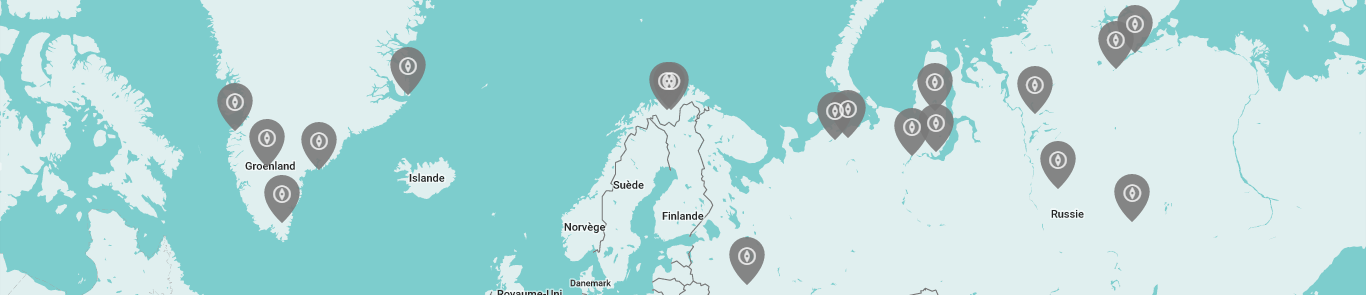 Groenland
Islande
Suède
Finlande
Norvège
Russie
Danemark
Royaume-Uni